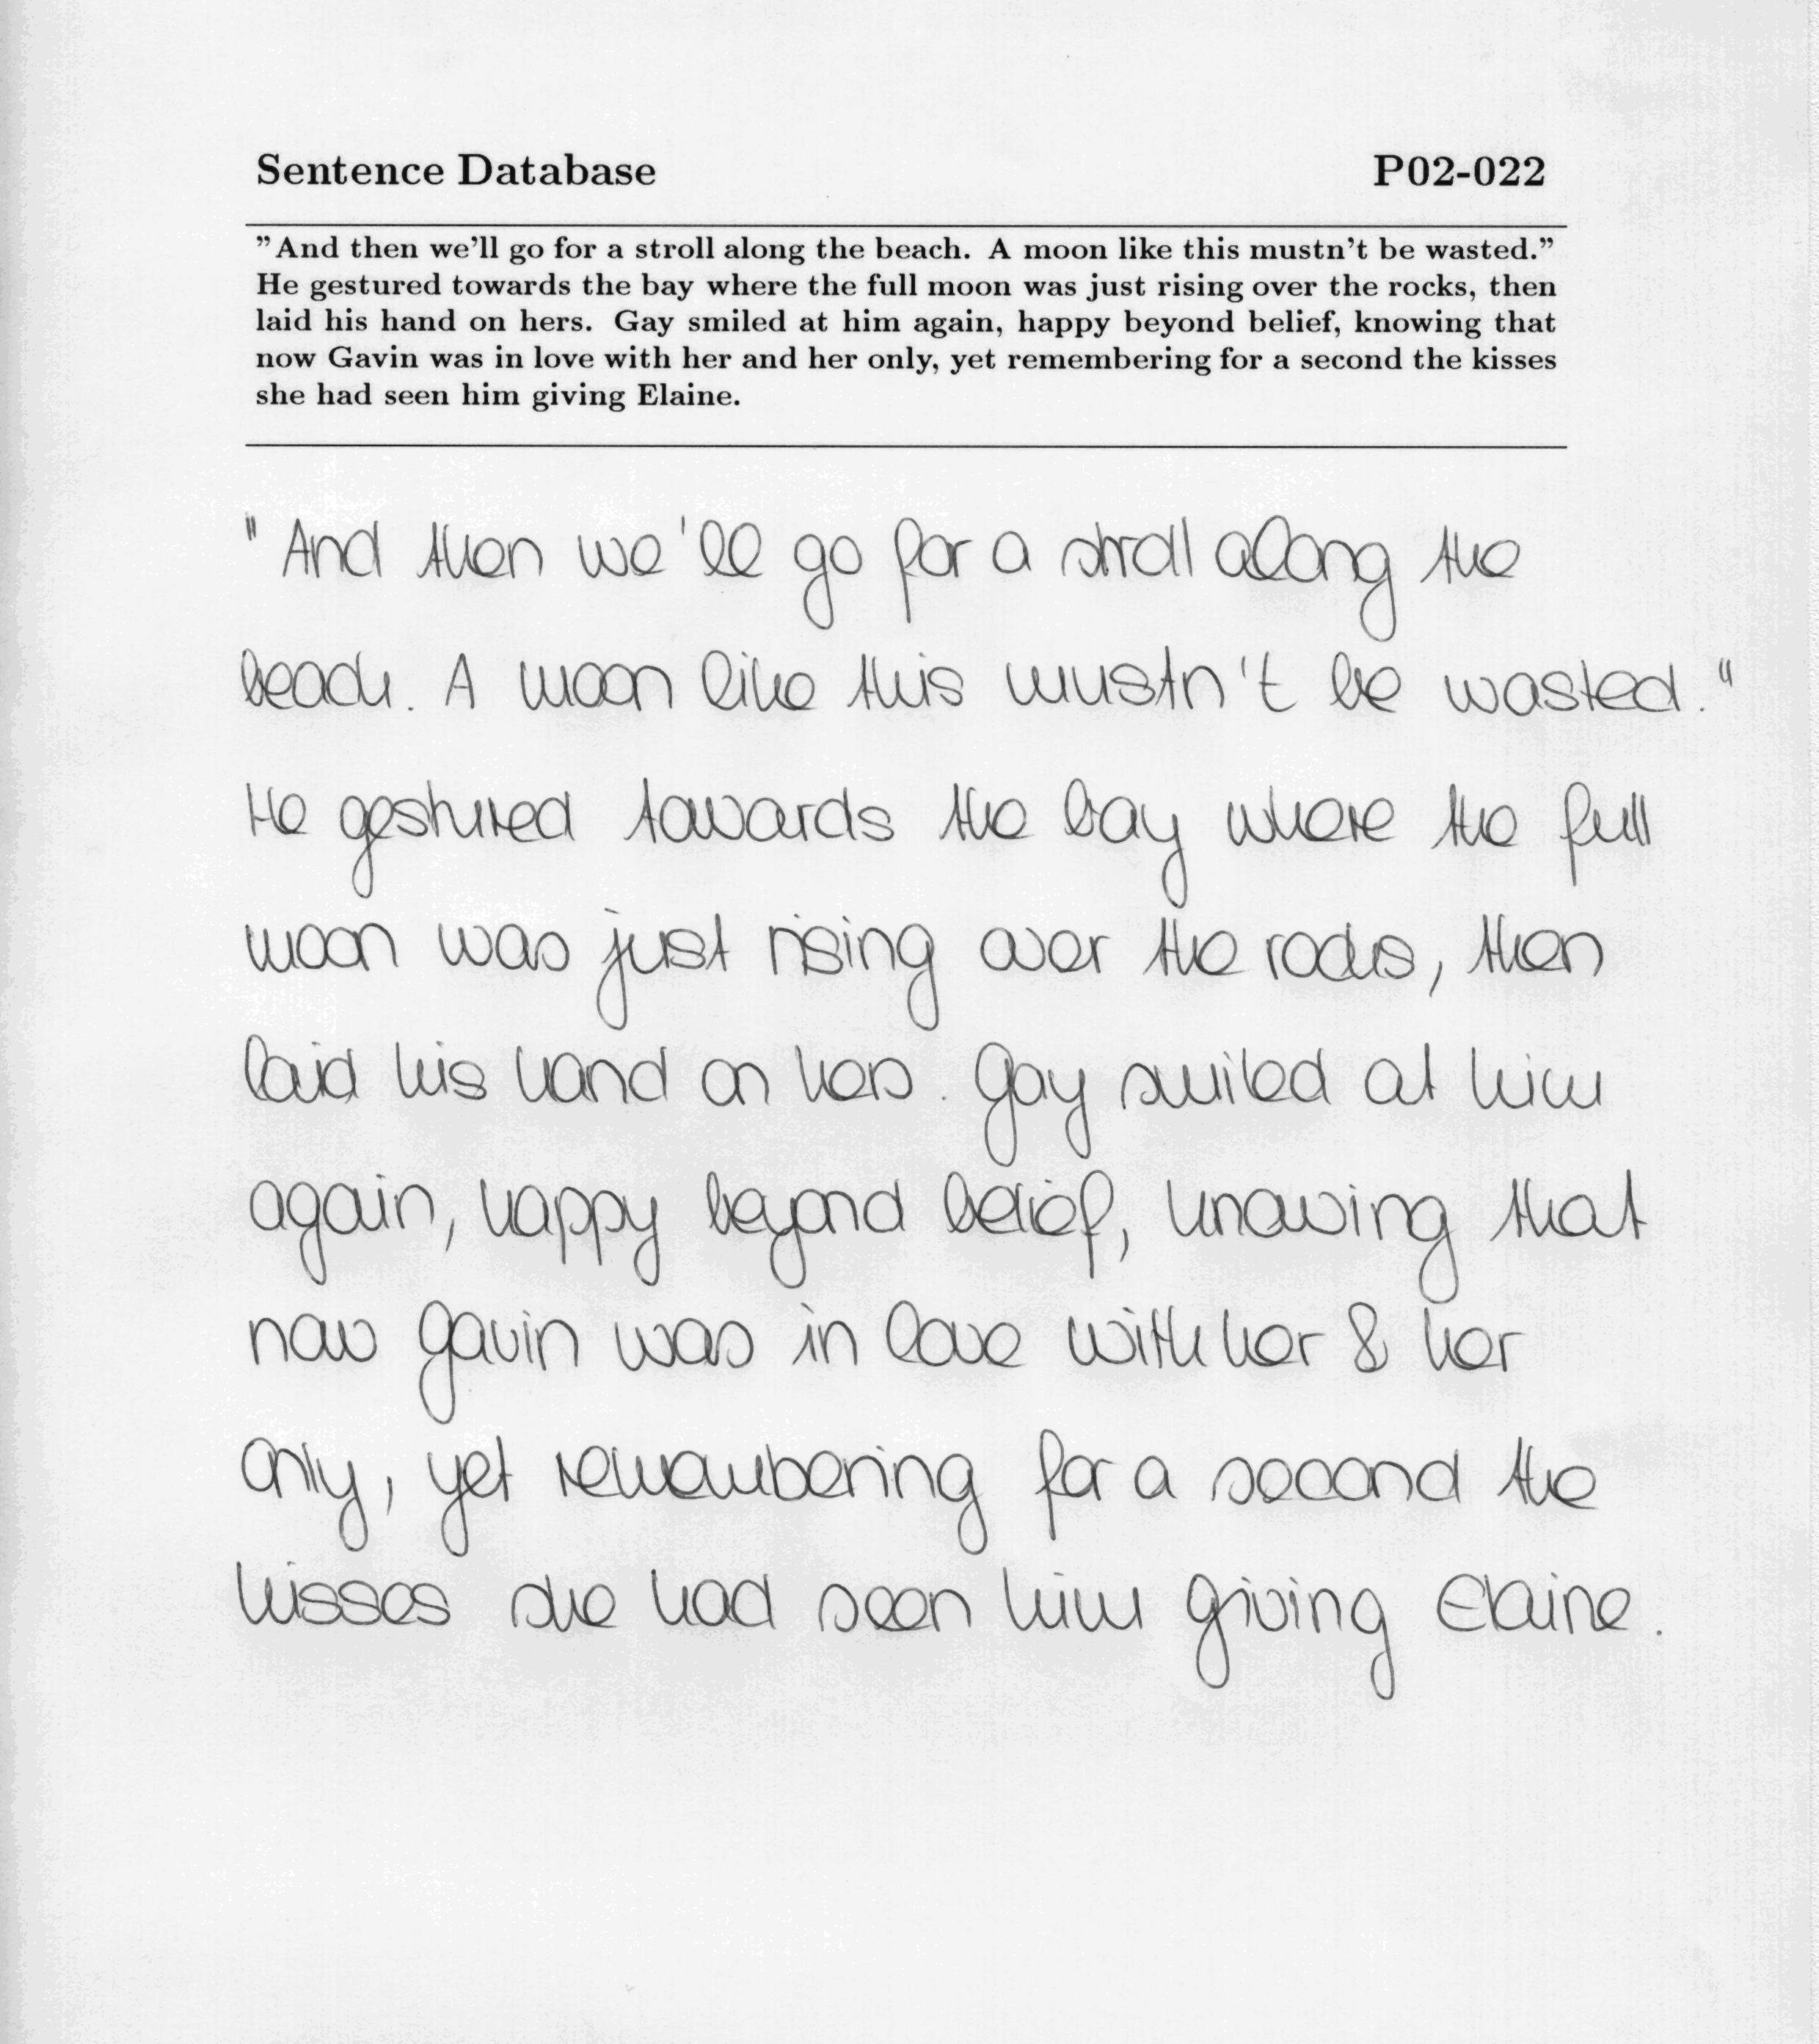 Sentence Database P02-022
"And then we'll go for a stroll along the beach. A moon like this mustn't be wasted."
He gestured towards the bay where the full moon was just rising over the rocks, then
laid his hand on hers. Gay smiled at him again, happy beyond belief, knowing that
now Gavin was in love with her and her only, yet remembering for a second the kisses
she had seen him giving Elaine.
"And then we'll go for a stroll along the
beach. A moon like this mustn't be wasted."
He gestured towards the bay where the full
moon was just rising over the rocks, then
laid his hand on hers. Gay smiled at him
again, happy beyond belief, knowing that
now Gavin was in love with her & her
only, yet remembering for a second the
kisses she had seen him giving Elaine.